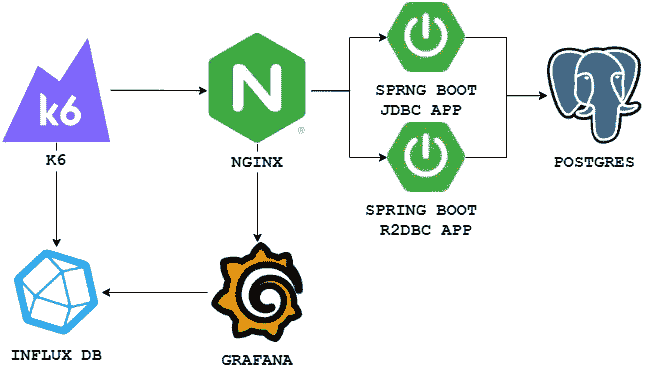 k6
K6
N
®
NGINX
SPRNG BOOT
JDBC APP
SPRING BOOT
R2DBC APP
POSTGRES
INFLUX DB
GRAFANA